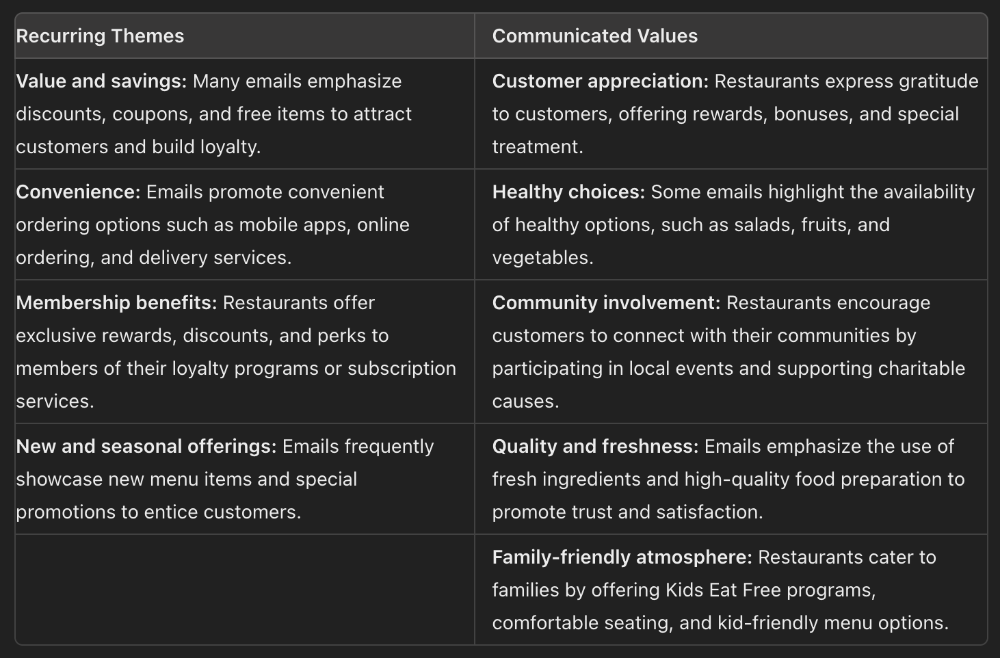 Recurring Themes
Communicated Values
Value and savings: Many emails emphasize
discounts, coupons, and free items to attract
customers and build loyalty.
Customer appreciation: Restaurants express gratitude
to customers, offering rewards, bonuses, and special
treatment.
Convenience: Emails promote convenient
ordering options such as mobile apps, online
ordering, and delivery services.
Healthy choices: Some emails highlight the availability
of healthy options, such as salads, fruits, and
vegetables.
Membership benefits: Restaurants offer
exclusive rewards, discounts, and perks to
members of their loyalty programs or subscription
services.
Community involvement: Restaurants encourage
customers to connect with their communities by
participating in local events and supporting charitable
causes.
New and seasonal offerings: Emails frequently
showcase new menu items and special
promotions to entice customers.
Quality and freshness: Emails emphasize the use of
fresh ingredients and high-quality food preparation to
promote trust and satisfaction.
Family-friendly atmosphere: Restaurants cater to
families by offering Kids Eat Free programs,
comfortable seating, and kid-friendly menu options.